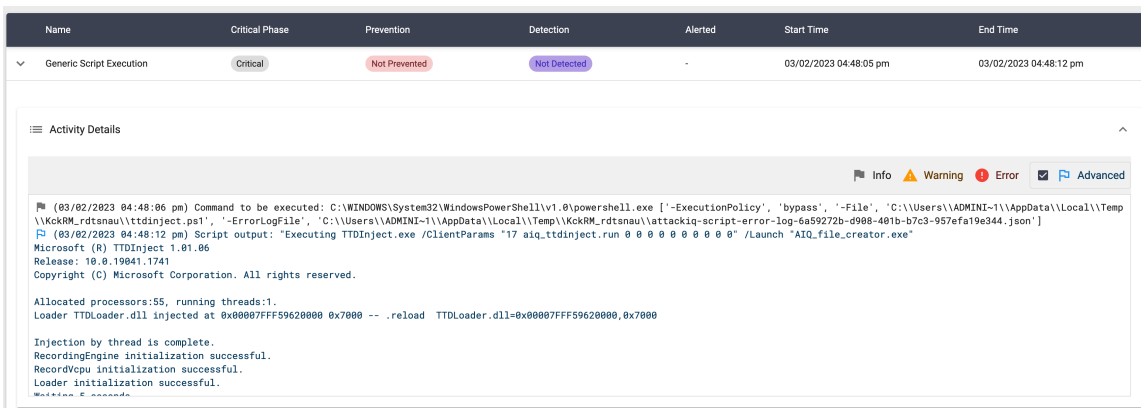 Name Critical Phase Prevention Detection Alerted Start Time End Time
Generic Script Execution Critical Not Prevented Not Detected - 03/02/2023 04:48:05 pm 03/02/2023 04:48:12 pm
Activity Details
Info Warning Error Advanced
(03/02/2023 04:48:06 pm) Command to be executed: C:\WINDOWS\System32\WindowsPowerShell\v1.0\powershell.exe ['-ExecutionPolicy', 'bypass', '-File', 'C:\\Users\\ADMINI~1\\AppData\\Local\\Temp
\\KckRM_rdtsnau\\ttdinject.ps1', '-ErrorLogFile', 'C:\\Users\\ADMINI~1\\AppData\\Local\\Temp\\KckRM_rdtsnau\\attackiq-script-error-log-6a59272b-d908-401b-b7c3-957efa19e344.json']
(03/02/2023 04:48:12 pm) Script output: "Executing TTDInject.exe /ClientParams "17 aiq_ttdinject.run 0 0 0 0 0 0 0 0 0 0" /Launch "AIQ_file_creator.exe"
Microsoft (R) TTDInject 1.01.06
Release: 10.0.19041.1741
Copyright (C) Microsoft Corporation. All rights reserved.
Allocated processors:55, running threads:1.
Loader TTDLoader.dll injected at 0x00007FFF59620000 0x7000 -- .reload TTDLoader.dll=0x00007FFF59620000,0x7000
Injection by thread is complete.
RecordingEngine initialization successful.
RecordVcpu initialization successful.
Loader initialization successful.
Waiting 5 seconds